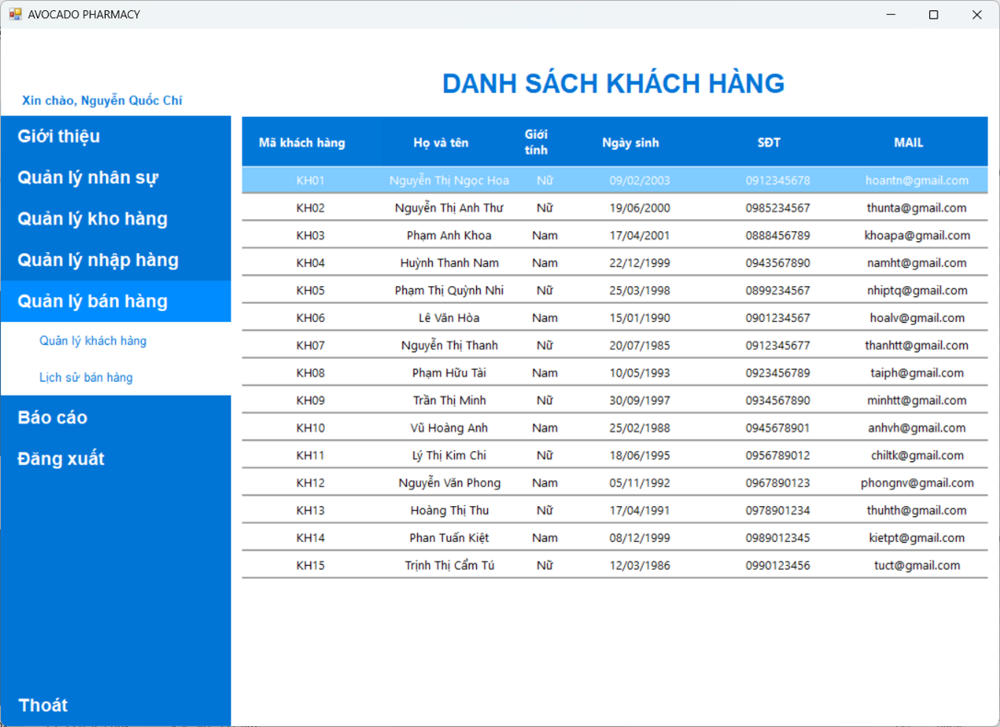 AVOCADO PHARMACY
DANH SÁCH KHÁCH HÀNG
Xin chào, Nguyễn Quốc Chí
Giới thiệu
Quản lý nhân sự
Quản lý kho hàng
Quản lý nhập hàng
Quản lý bán hàng
Quản lý khách hàng
Lịch sử bán hàng
Báo cáo
Đăng xuất
Thoát
Mã khách hàng Họ và tên Giới tính Ngày sinh SĐT MAIL
KH01 Nguyễn Thị Ngọc Hoa Nữ 09/02/2003 0912345678 hoantn@gmail.com
KH02 Nguyễn Thị Anh Thư Nữ 19/06/2000 0985234567 thunta@gmail.com
KH03 Phạm Anh Khoa Nam 17/04/2001 0888456789 khoapa@gmail.com
KH04 Huỳnh Thanh Nam Nam 22/12/1999 0943567890 namht@gmail.com
KH05 Phạm Thị Quỳnh Nhi Nữ 25/03/1998 0899234567 nhiptq@gmail.com
KH06 Lê Văn Hòa Nam 15/01/1990 0901234567 hoalv@gmail.com
KH07 Nguyễn Thị Thanh Nữ 20/07/1985 0912345677 thanhtt@gmail.com
KH08 Phạm Hữu Tài Nam 10/05/1993 0923456789 taiph@gmail.com
KH09 Trần Thị Minh Nữ 30/09/1997 0934567890 minhtt@gmail.com
KH10 Vũ Hoàng Anh Nam 25/02/1988 0945678901 anhvh@gmail.com
KH11 Lý Thị Kim Chi Nữ 18/06/1995 0956789012 chiltk@gmail.com
KH12 Nguyễn Văn Phong Nam 05/11/1992 0967890123 phongnv@gmail.com
KH13 Hoàng Thị Thu Nữ 17/04/1991 0978901234 thuhth@gmail.com
KH14 Phan Tuấn Kiệt Nam 08/12/1999 0989012345 kietpt@gmail.com
KH15 Trịnh Thị Cẩm Tú Nữ 12/03/1986 0990123456 tuct@gmail.com